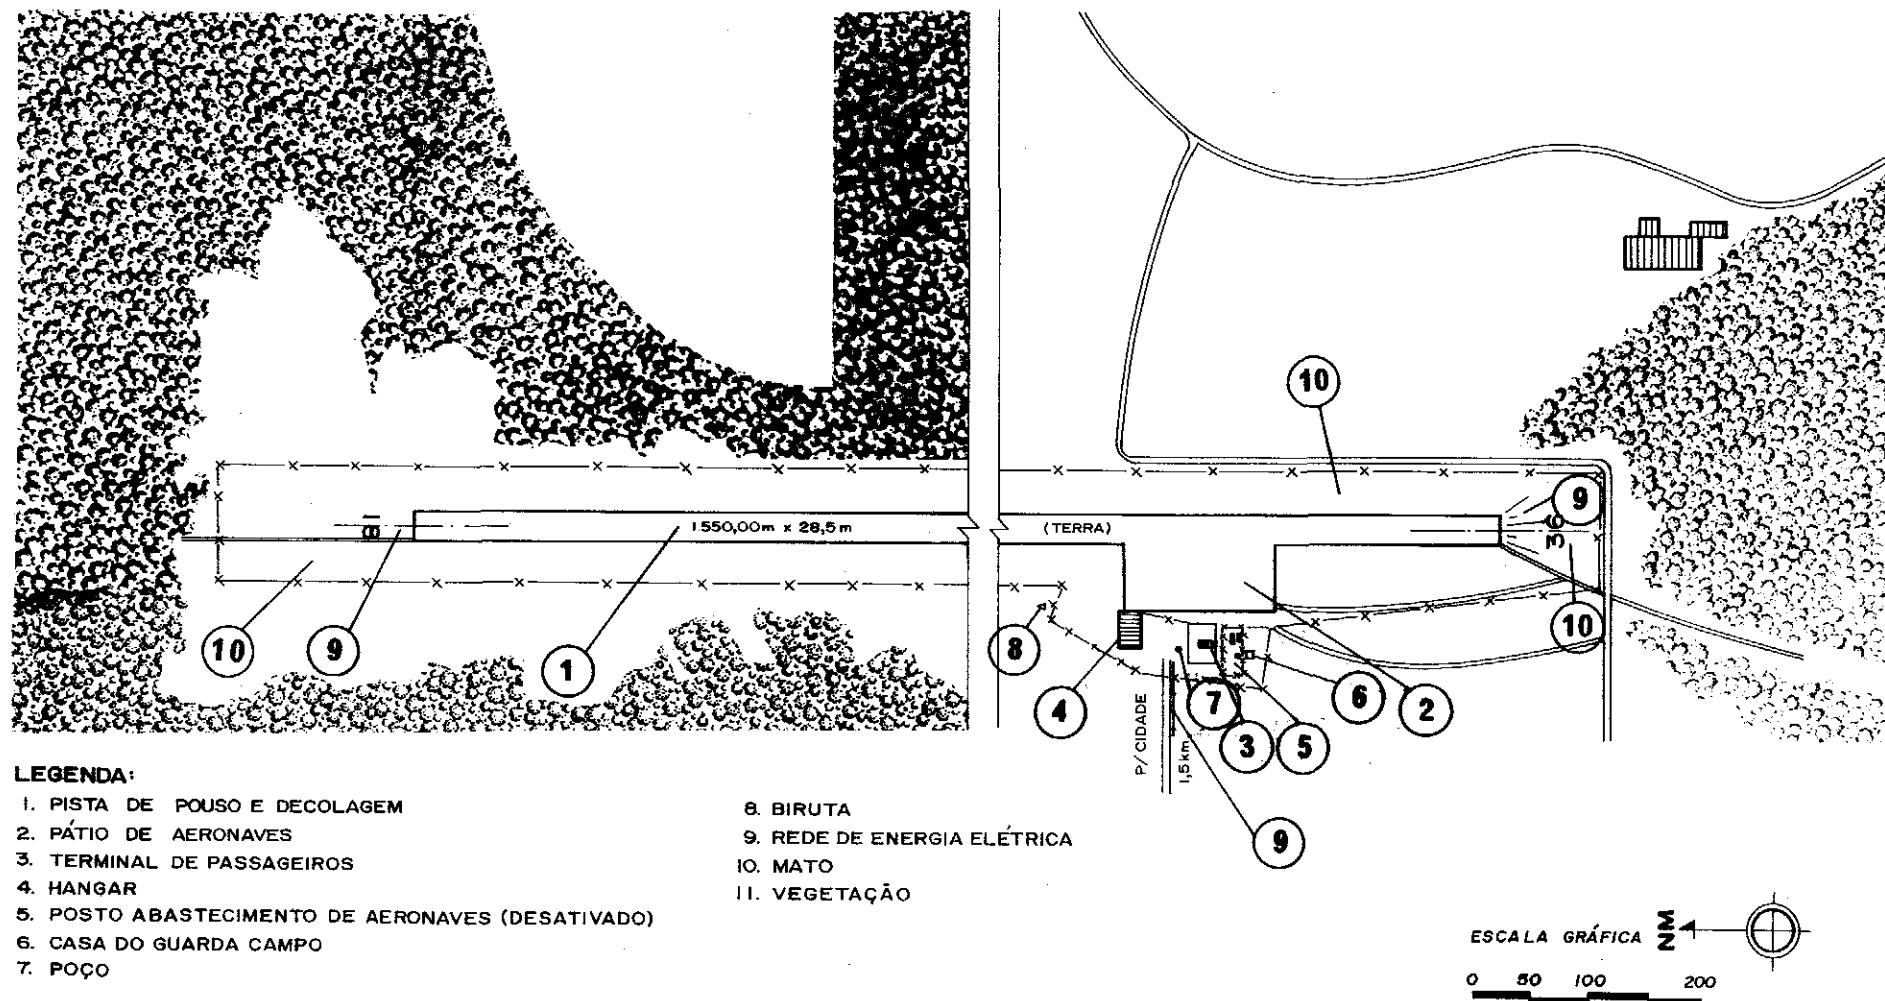 10
9
18
1.550,00m x 28,5m
(TERRA)
36
10
9
1
8
10
4
7
6
2
3
5
P/ CIDADE
1,5km
9
LEGENDA:
1. PISTA DE POUSO E DECOLAGEM
2. PÁTIO DE AERONAVES
3. TERMINAL DE PASSAGEIROS
4. HANGAR
5. POSTO ABASTECIMENTO DE AERONAVES (DESATIVADO)
6. CASA DO GUARDA CAMPO
7. POÇO
8. BIRUTA
9. REDE DE ENERGIA ELÉTRICA
10. MATO
11. VEGETAÇÃO
ESCALA GRÁFICA
NM
0 50 100 200